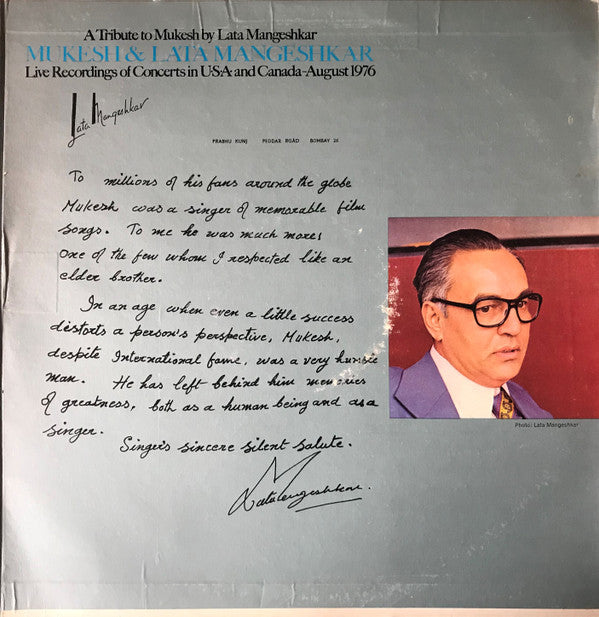 A Tribute to Mukesh by Lata Mangeshkar
MUKESH & LATA MANGESHKAR
Live Recordings of Concerts in U·S·A· and Canada-August 1976
Lata Mangeshkar
PRABHU KUNJ PEDDAR ROAD BOMBAY 26
To millions of his fans around the globe
Mukesh was a singer of memorable film
songs. To me he was much more;
one of the few whom I respected like an
elder brother.
In an age when even a little success
distorts a person's perspective, Mukesh,
despite International fame, was a very humble
man. He has left behind him memories
of greatness, both as a human being and as a
singer.
Singer's sincere silent salute.
Lata Mangeshkar.
Photo: Lata Mangeshkar